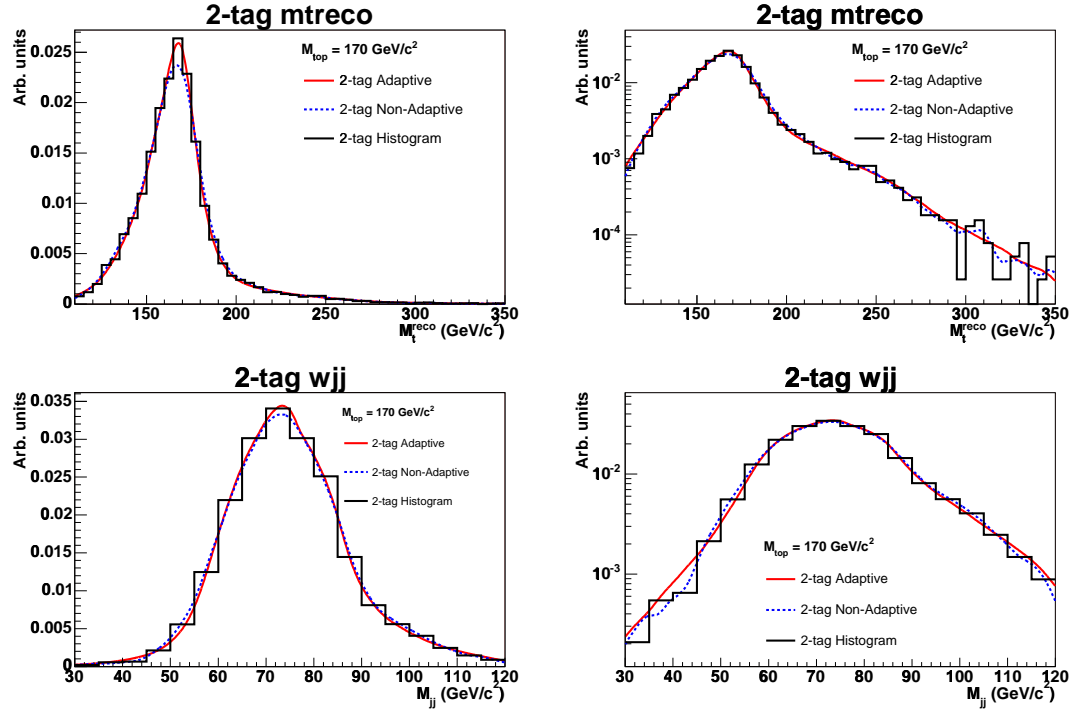 2-tag mtreco
Arb. units
0.025
0.02
0.015
0.01
0.005
0
M_top = 170 GeV/c²
2-tag Adaptive
2-tag Non-Adaptive
2-tag Histogram
150 200 250 300 350
M_t^reco (GeV/c²)
2-tag mtreco
Arb. units
10⁻²
10⁻³
10⁻⁴
M_top = 170 GeV/c²
2-tag Adaptive
2-tag Non-Adaptive
2-tag Histogram
150 200 250 300 350
M_t^reco (GeV/c²)
2-tag wjj
Arb. units
0.035
0.03
0.025
0.02
0.015
0.01
0.005
0
M_top = 170 GeV/c²
2-tag Adaptive
2-tag Non-Adaptive
2-tag Histogram
30 40 50 60 70 80 90 100 110 120
M_jj (GeV/c²)
2-tag wjj
Arb. units
10⁻²
10⁻³
M_top = 170 GeV/c²
2-tag Adaptive
2-tag Non-Adaptive
2-tag Histogram
30 40 50 60 70 80 90 100 110 120
M_jj (GeV/c²)